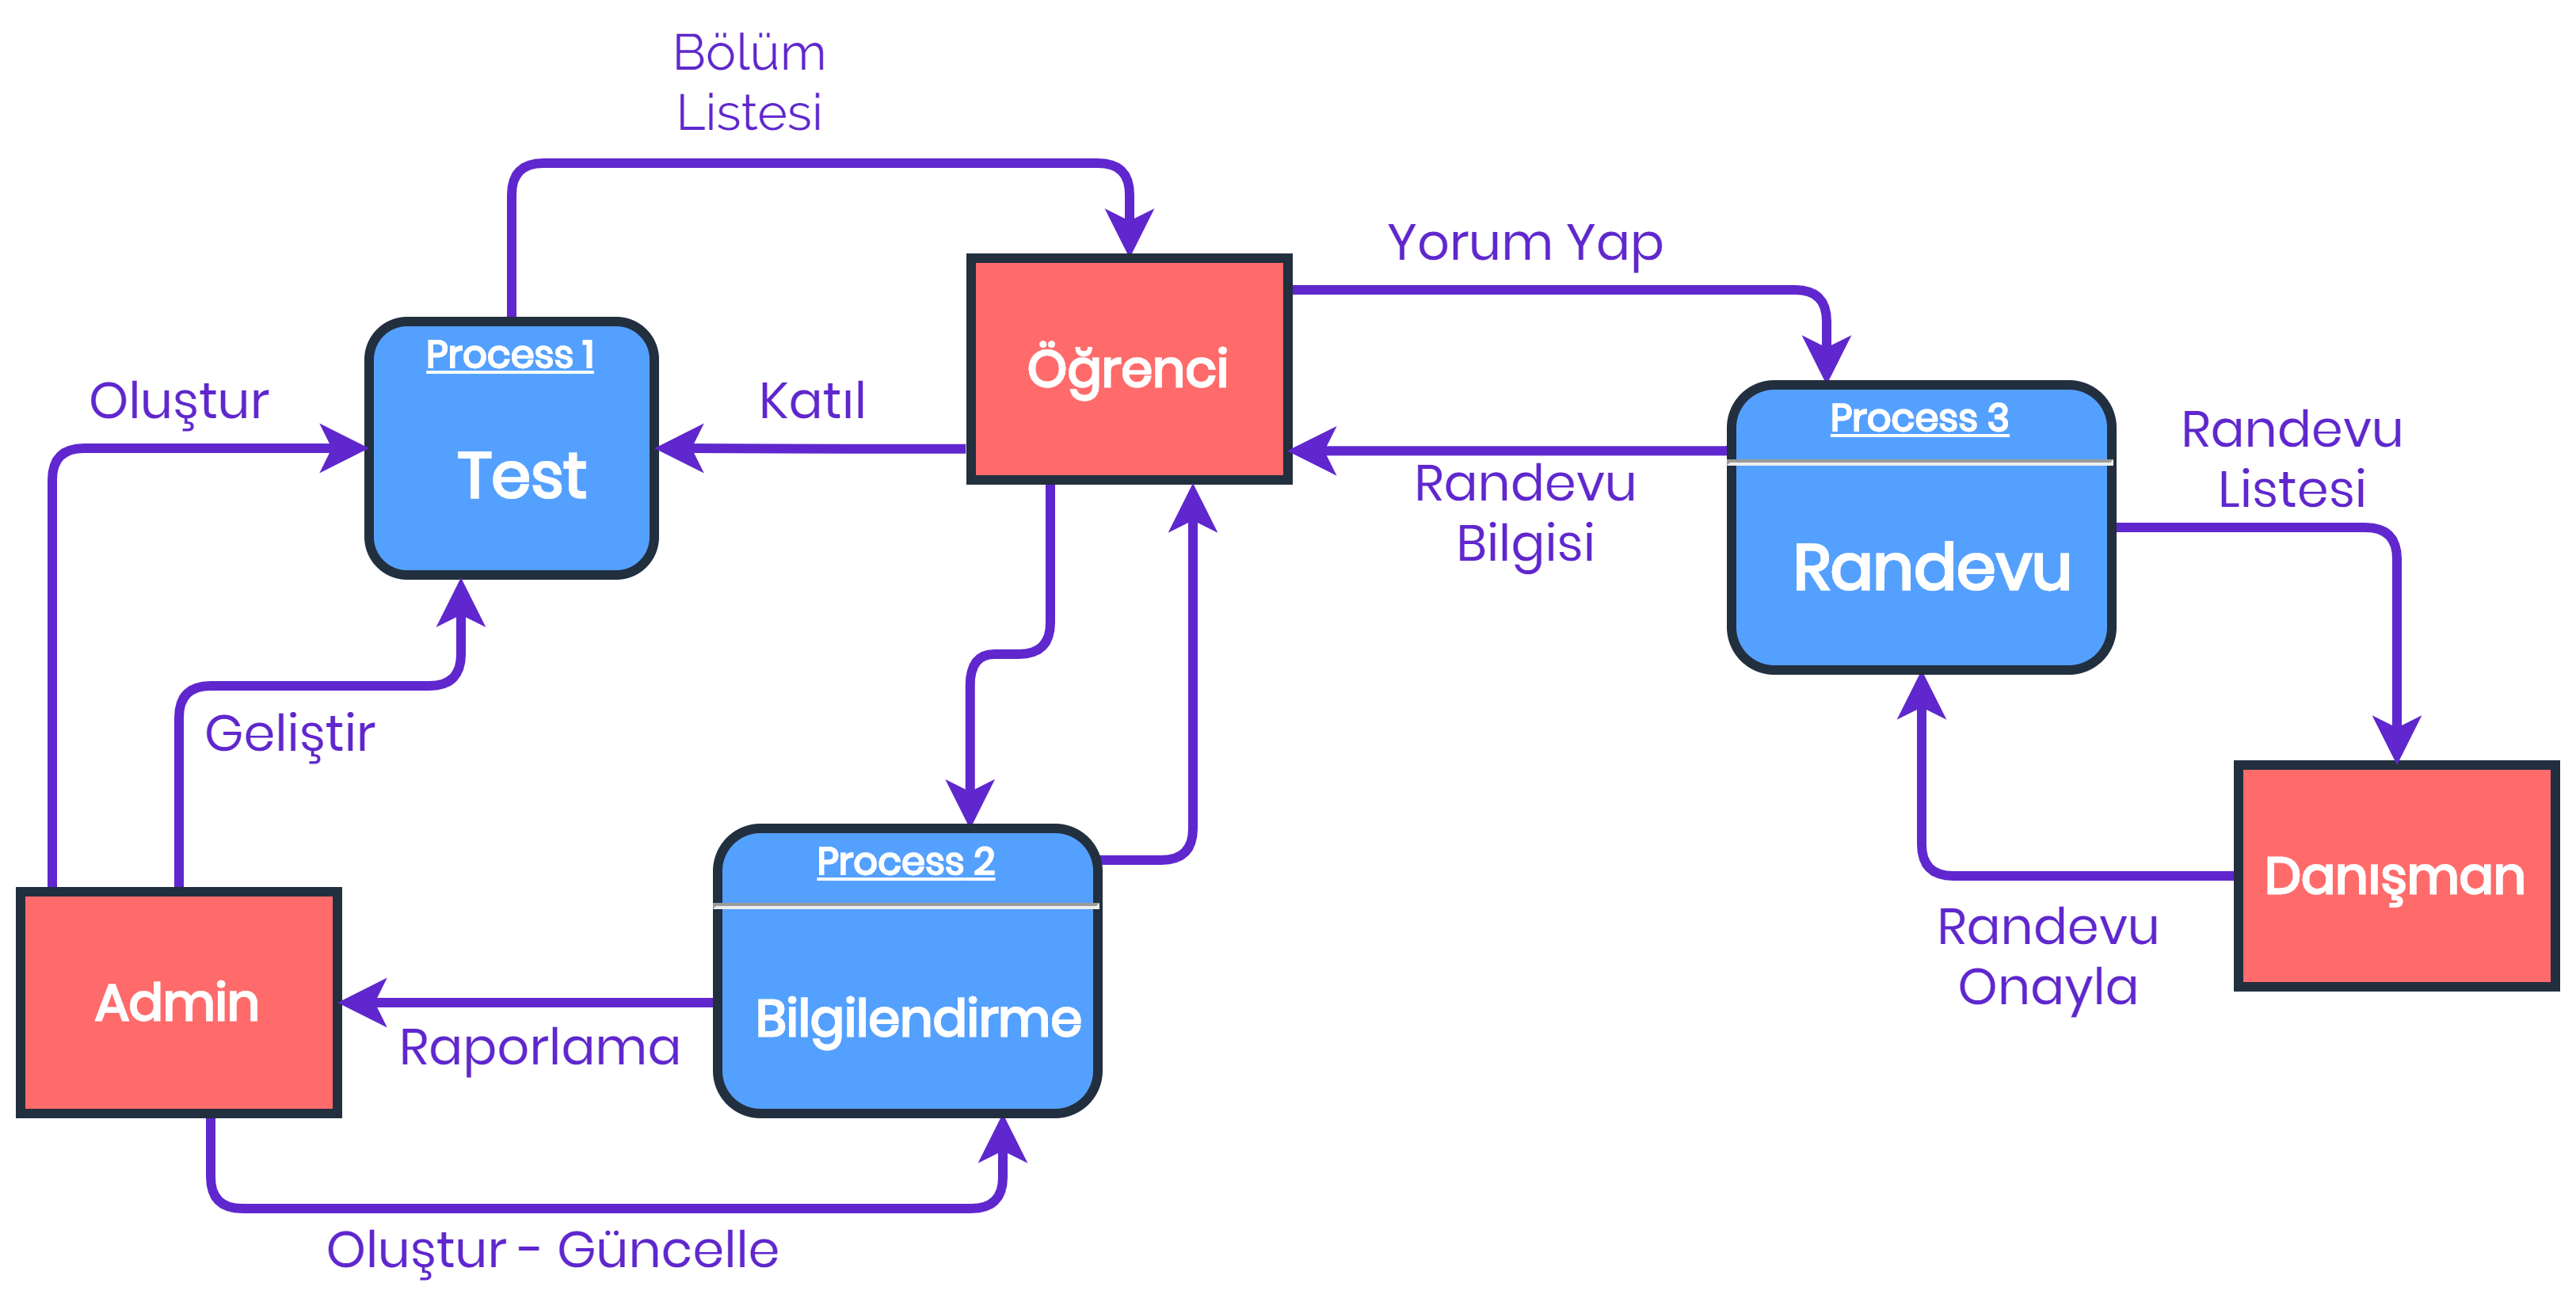 Bölüm
Listesi
Yorum Yap
Process 1
Test
Oluştur
Katıl
Öğrenci
Process 3
Randevu
Randevu
Listesi
Randevu
Bilgisi
Geliştir
Process 2
Bilgilendirme
Danışman
Randevu
Onayla
Admin
Raporlama
Oluştur - Güncelle